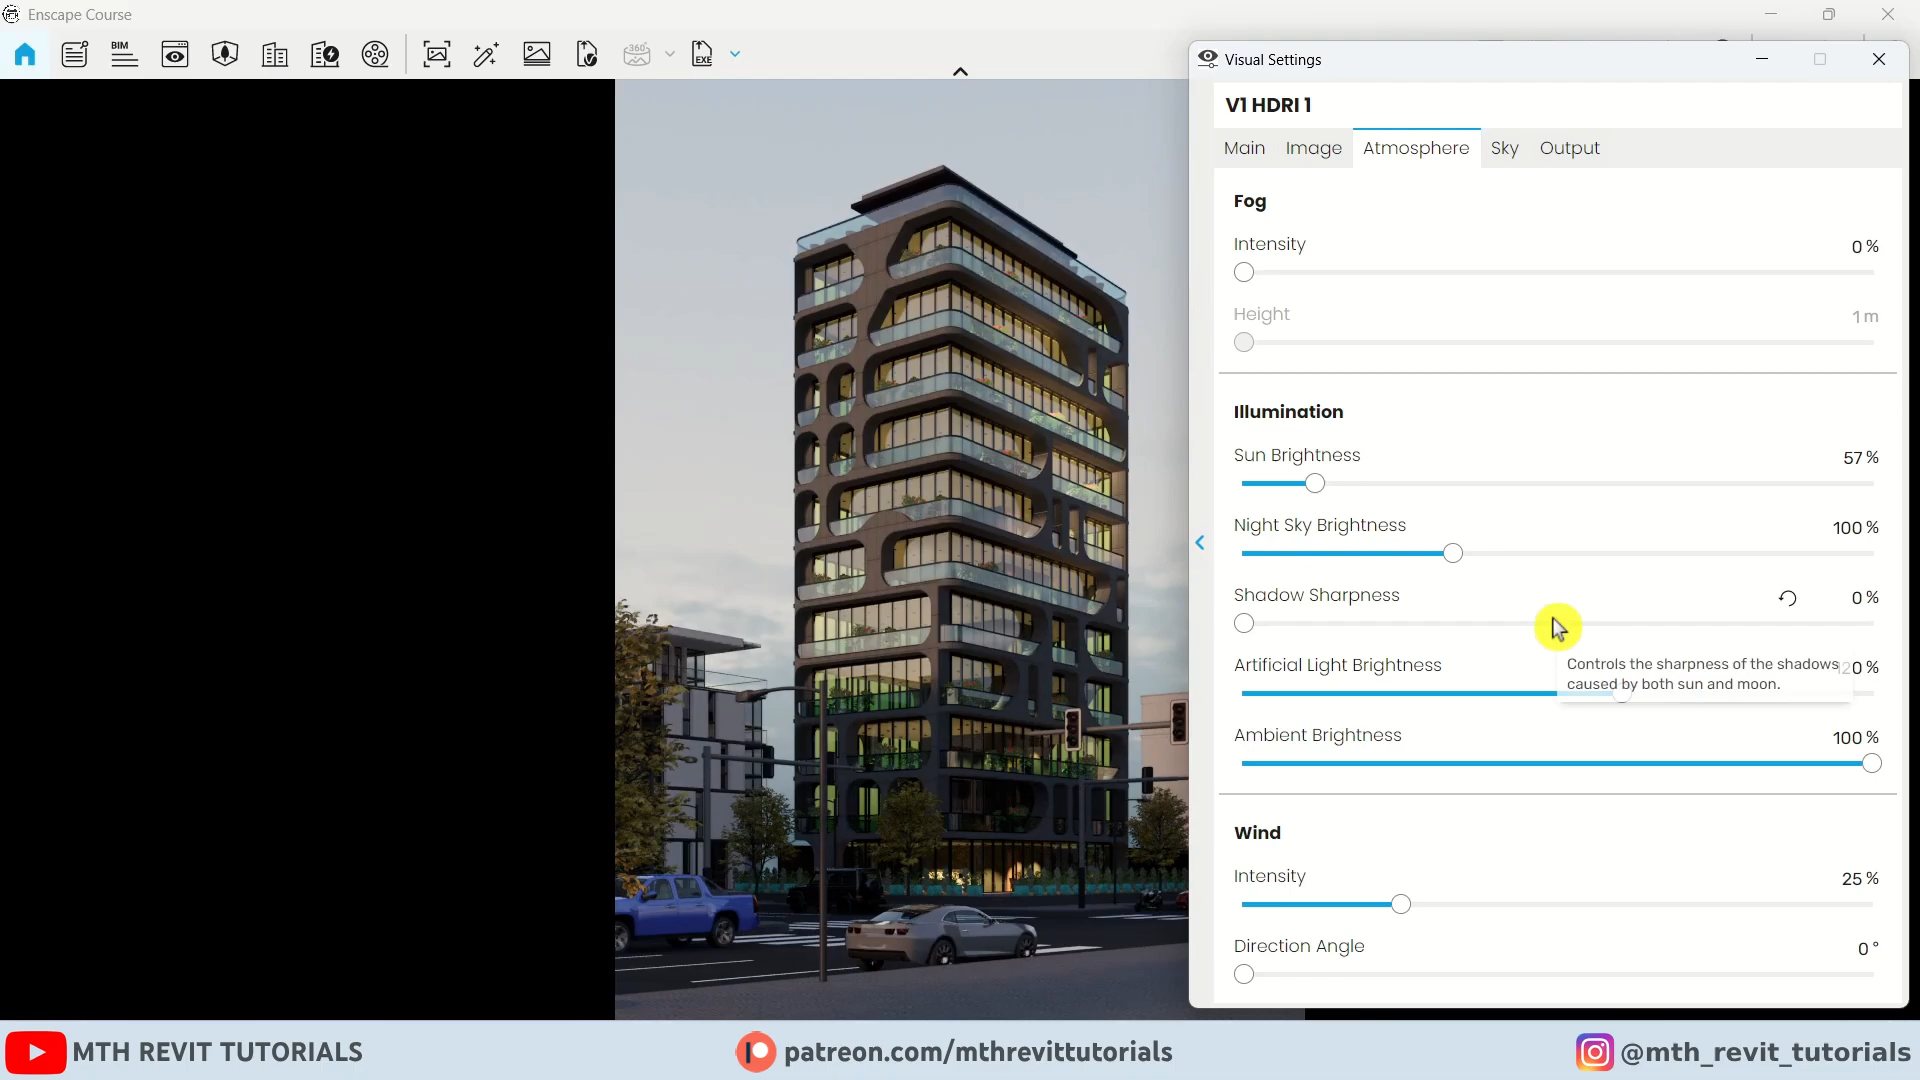 Enscape Course
BIM
360°
EXE
Visual Settings
V1 HDRI 1
Main Image Atmosphere Sky Output
Fog
Intensity 0 %
Height 1 m
Illumination
Sun Brightness 57 %
Night Sky Brightness 100 %
Shadow Sharpness 0 %
Artificial Light Brightness 120 %
Controls the sharpness of the shadows
caused by both sun and moon.
Ambient Brightness 100 %
Wind
Intensity 25 %
Direction Angle 0 °
MTH REVIT TUTORIALS patreon.com/mthrevittutorials @mth_revit_tutorials